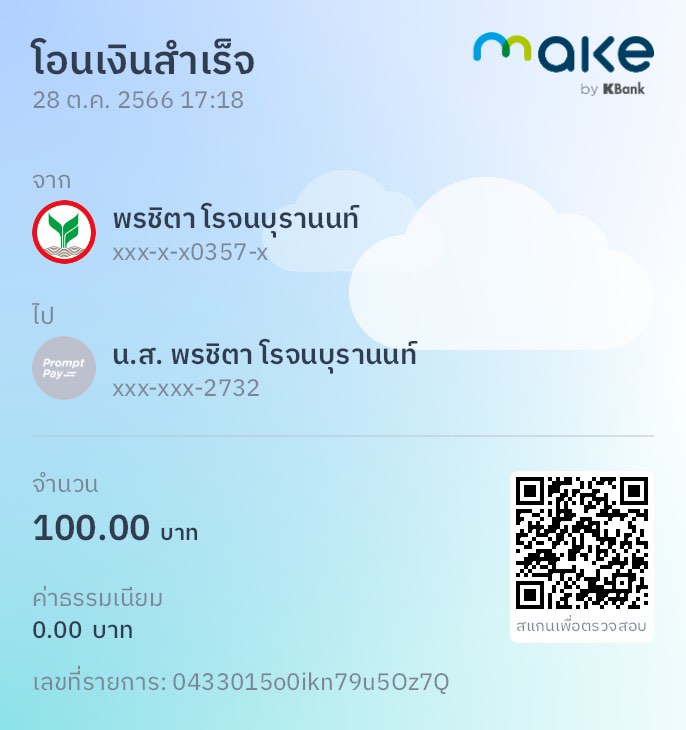 โอนเงินสำเร็จ
make
28 ต.ค. 2566 17:18
by KBank
จาก
พรชิตา โรจนบุรานนท์
xxx-x-x0357-x
ไป
Prompt
Pay
น.ส. พรชิตา โรจนบุรานนท์
xxx-xxx-2732
จำนวน
100.00 บาท
ค่าธรรมเนียม
0.00 บาท
สแกนเพื่อตรวจสอบ
เลขที่รายการ: 0433015o0ikn79u5Oz7Q